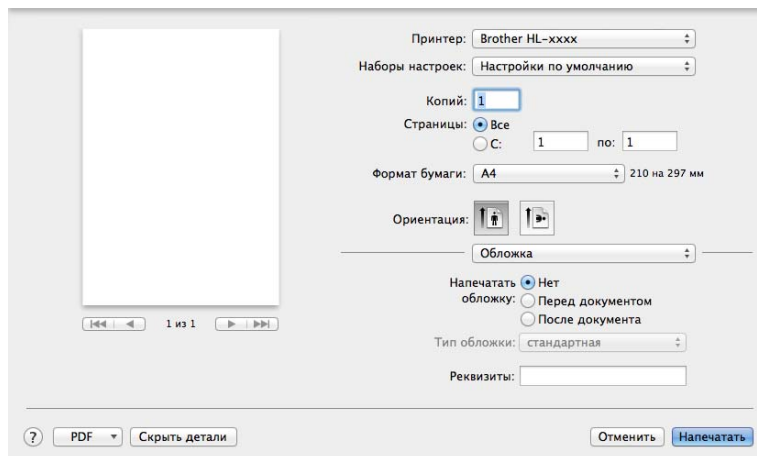 Принтер: Brother HL-xxxx
Наборы настроек: Настройки по умолчанию
Копий: 1
Страницы: Все
С: 1 по: 1
Формат бумаги: A4 210 на 297 мм
Ориентация:
Обложка
Напечатать Нет
обложку: Перед документом
После документа
Тип обложки: стандартная
Реквизиты:
1 из 1
? PDF Скрыть детали Отменить Напечатать